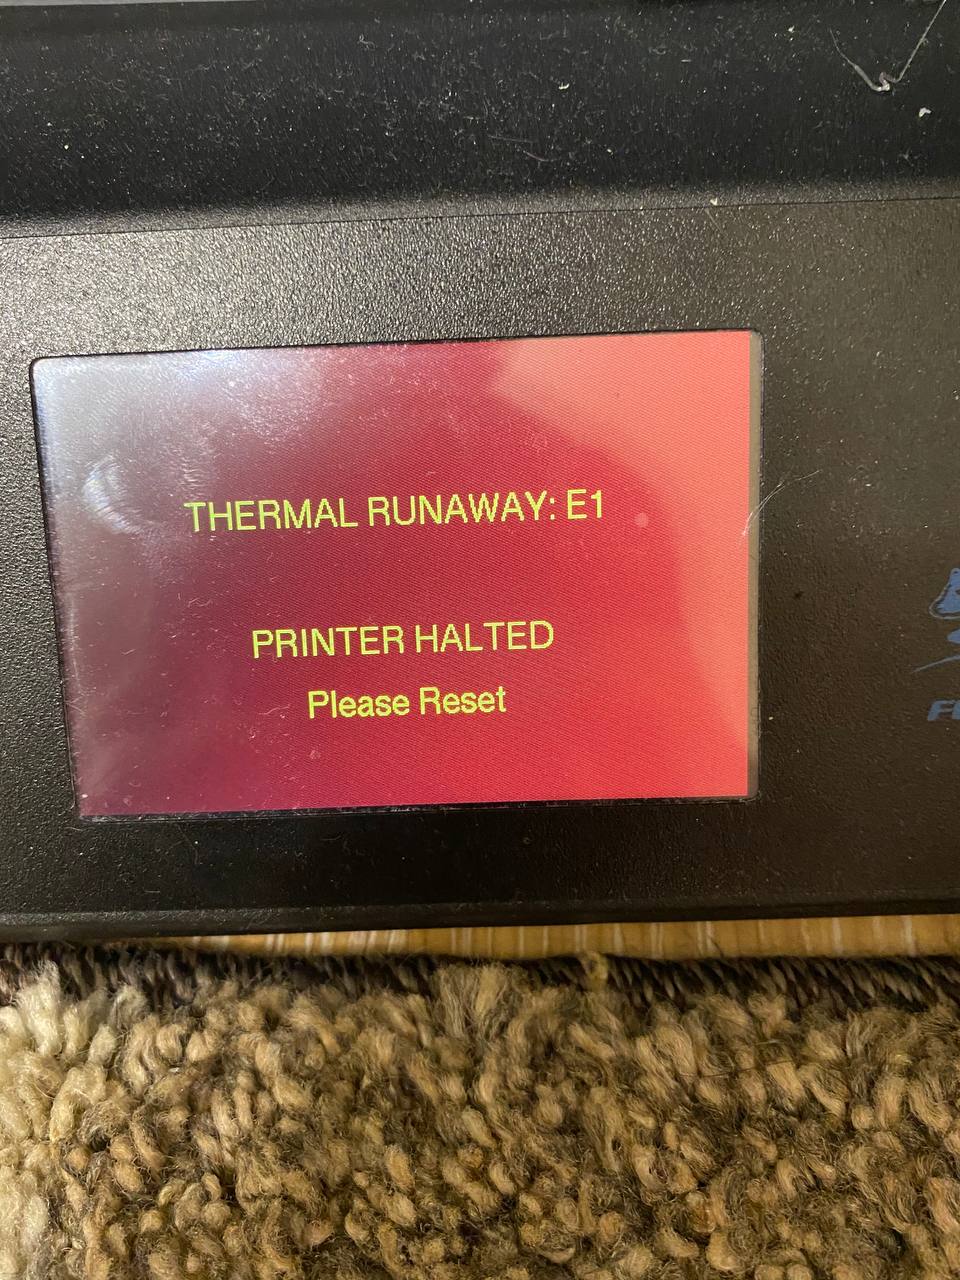 THERMAL RUNAWAY: E1
PRINTER HALTED
Please Reset